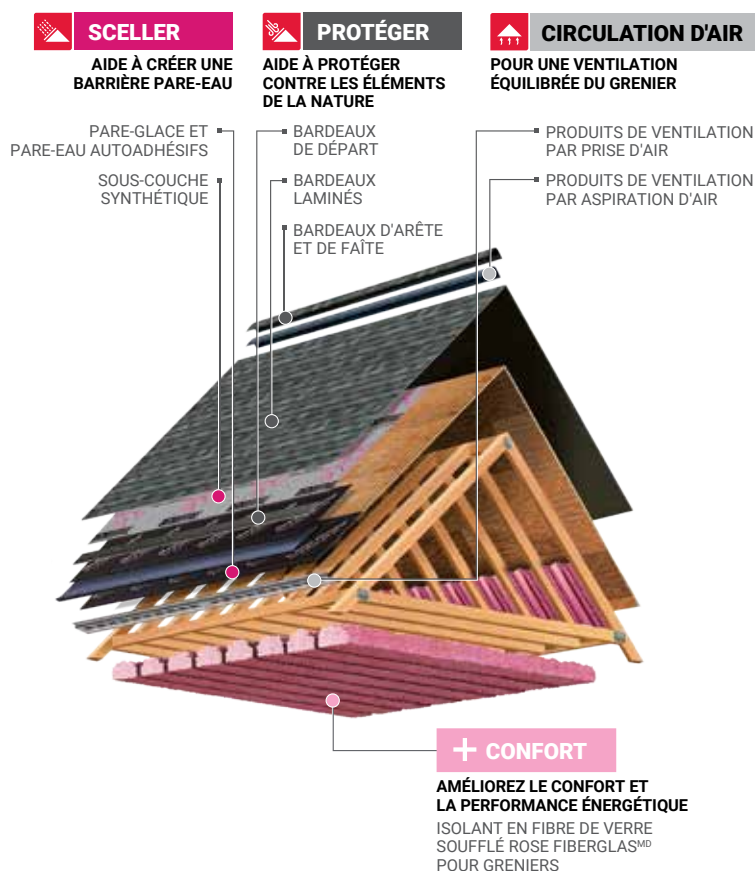 SCELLER
AIDE À CRÉER UNE
BARRIÈRE PARE-EAU
PARE-GLACE ET
PARE-EAU AUTOADHÉSIFS
SOUS-COUCHE
SYNTHÉTIQUE
PROTÉGER
AIDE À PROTÉGER
CONTRE LES ÉLÉMENTS
DE LA NATURE
BARDEAUX
DE DÉPART
BARDEAUX
LAMINÉS
BARDEAUX D'ARÊTE
ET DE FAÎTE
CIRCULATION D'AIR
POUR UNE VENTILATION
ÉQUILIBRÉE DU GRENIER
PRODUITS DE VENTILATION
PAR PRISE D'AIR
PRODUITS DE VENTILATION
PAR ASPIRATION D'AIR
+ CONFORT
AMÉLIOREZ LE CONFORT ET
LA PERFORMANCE ÉNERGÉTIQUE
ISOLANT EN FIBRE DE VERRE
SOUFFLÉ ROSE FIBERGLASᴹᴰ
POUR GRENIERS